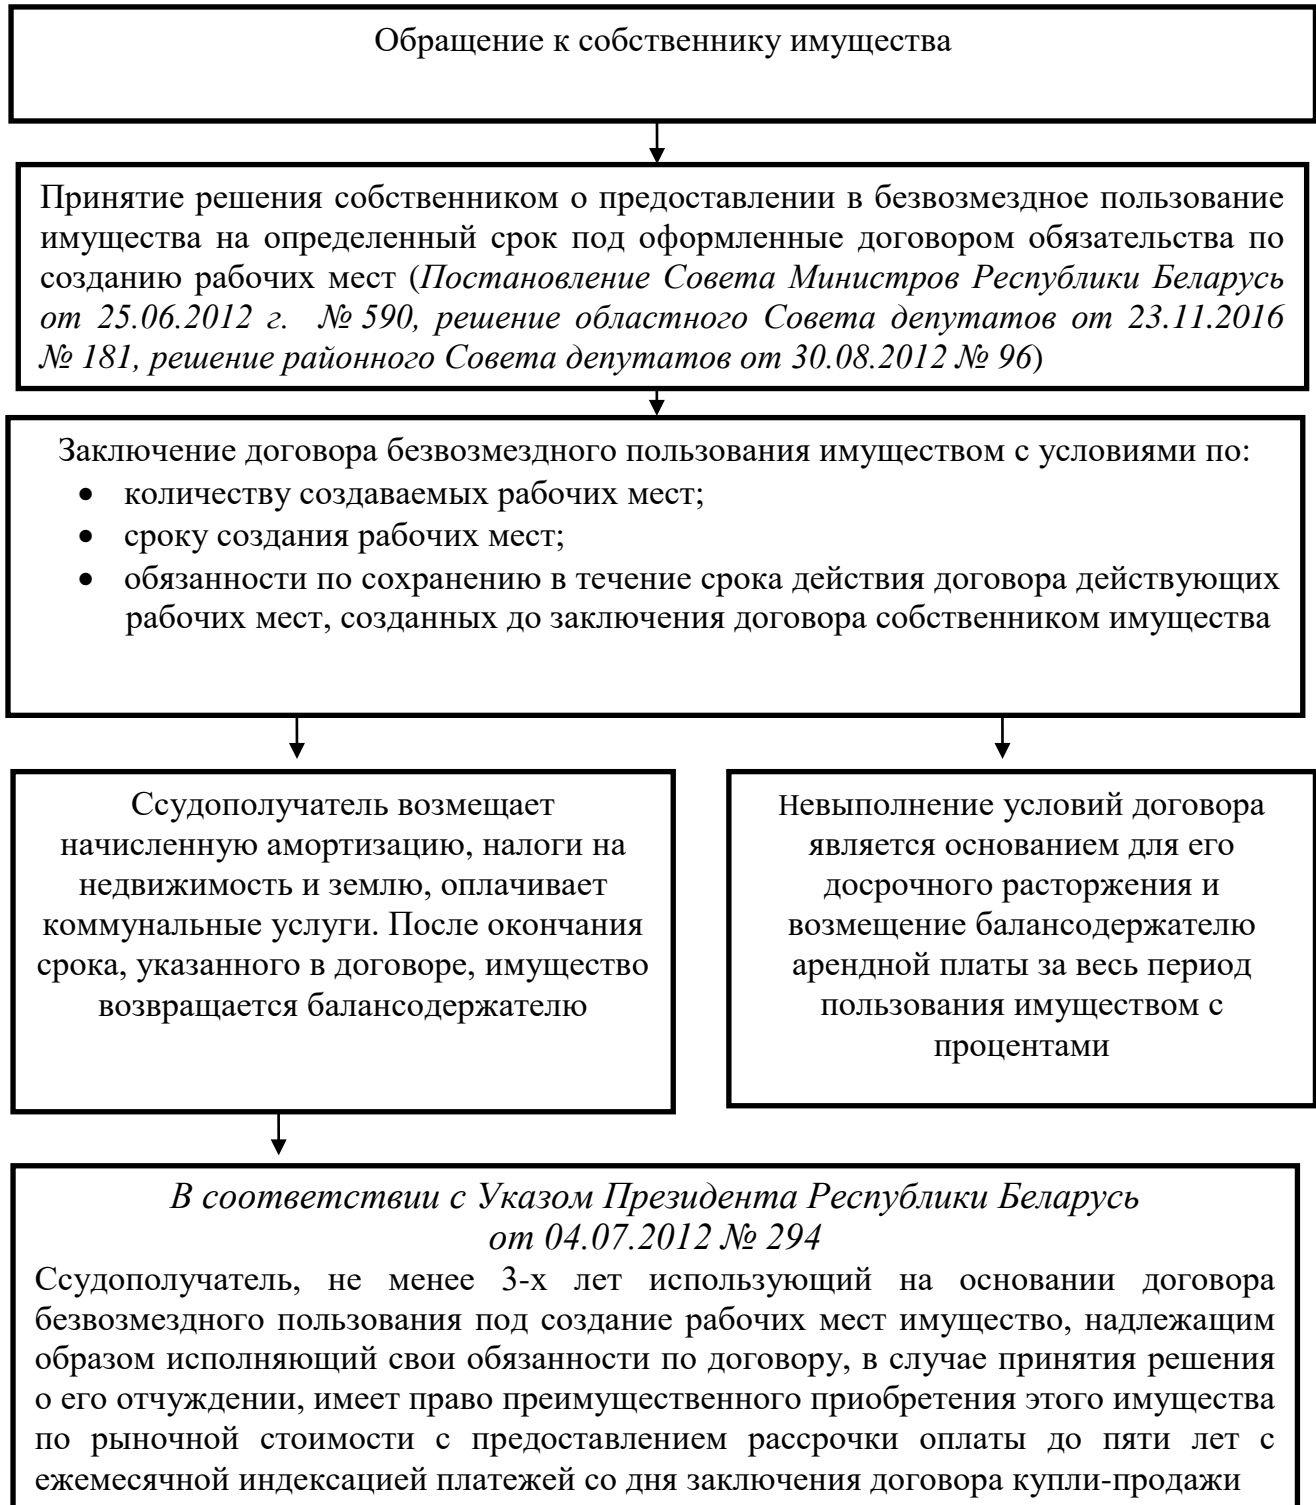 Обращение к собственнику имущества
Принятие решения собственником о предоставлении в безвозмездное пользование
имущества на определенный срок под оформленные договором обязательства по
созданию рабочих мест (Постановление Совета Министров Республики Беларусь
от 25.06.2012 г. № 590, решение областного Совета депутатов от 23.11.2016
№ 181, решение районного Совета депутатов от 30.08.2012 № 96)
Заключение договора безвозмездного пользования имуществом с условиями по:
• количеству создаваемых рабочих мест;
• сроку создания рабочих мест;
• обязанности по сохранению в течение срока действия договора действующих
рабочих мест, созданных до заключения договора собственником имущества
Ссудополучатель возмещает
начисленную амортизацию, налоги на
недвижимость и землю, оплачивает
коммунальные услуги. После окончания
срока, указанного в договоре, имущество
возвращается балансодержателю
Невыполнение условий договора
является основанием для его
досрочного расторжения и
возмещение балансодержателю
арендной платы за весь период
пользования имуществом с
процентами
В соответствии с Указом Президента Республики Беларусь
от 04.07.2012 № 294
Ссудополучатель, не менее 3-х лет использующий на основании договора
безвозмездного пользования под создание рабочих мест имущество, надлежащим
образом исполняющий свои обязанности по договору, в случае принятия решения
о его отчуждении, имеет право преимущественного приобретения этого имущества
по рыночной стоимости с предоставлением рассрочки оплаты до пяти лет с
ежемесячной индексацией платежей со дня заключения договора купли-продажи